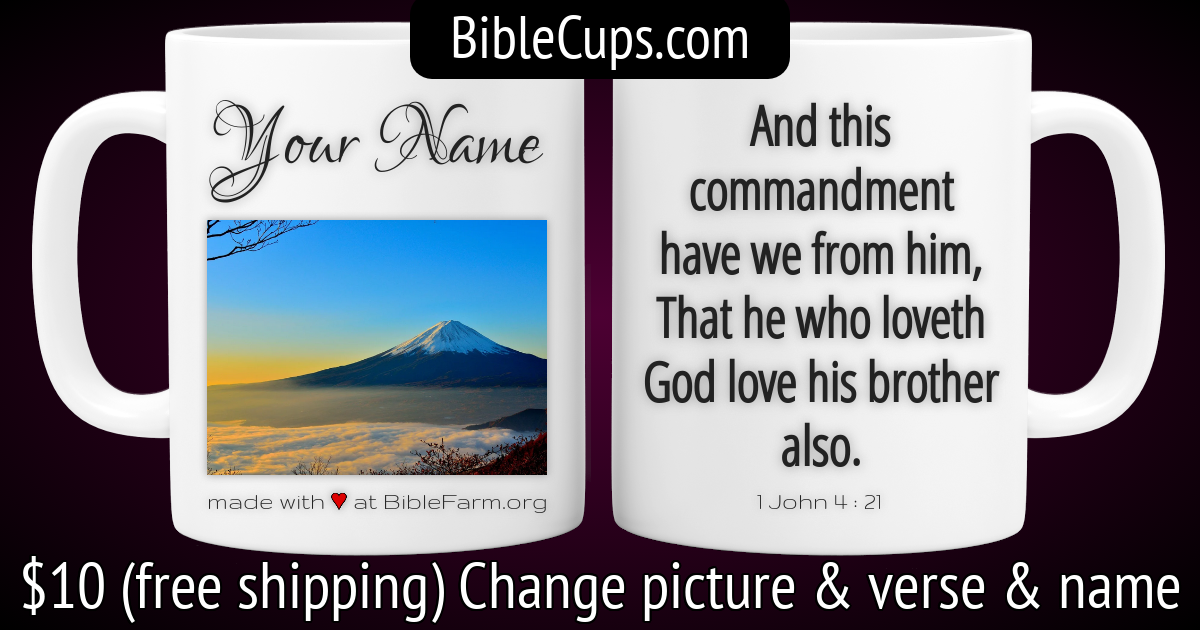 BibleCups.com
Your Name
made with ♥ at BibleFarm.org
And this
commandment
have we from him,
That he who loveth
God love his brother
also.
1 John 4 : 21
$10 (free shipping) Change picture & verse & name